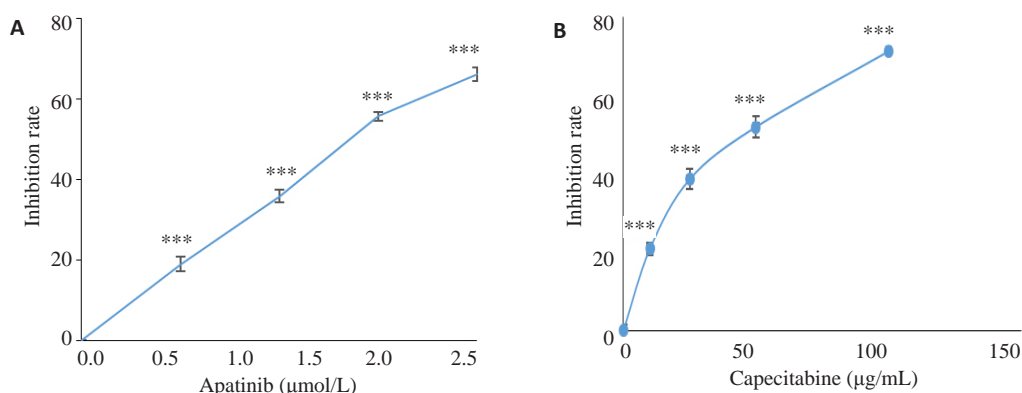 A
Inhibition rate
80
60
40
20
0
***
***
***
***
0.0 0.5 1.0 1.5 2.0 2.5
Apatinib (μmol/L)
B
Inhibition rate
80
60
40
20
0
***
***
***
***
0 50 100 150
Capecitabine (μg/mL)